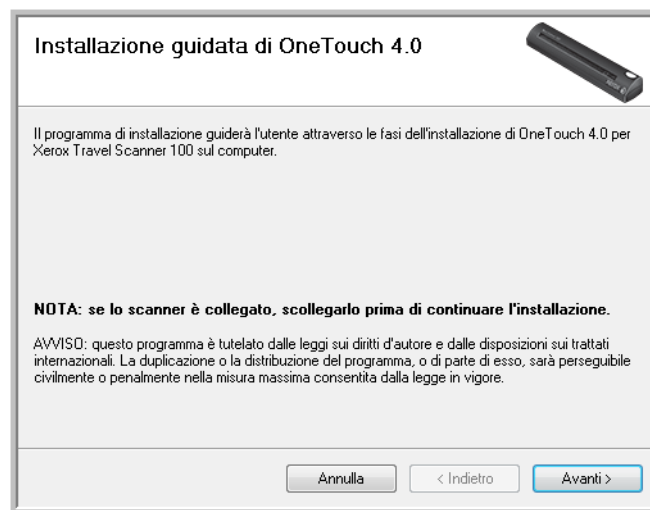 Installazione guidata di OneTouch 4.0
Il programma di installazione guiderà l'utente attraverso le fasi dell'installazione di OneTouch 4.0 per
Xerox Travel Scanner 100 sul computer.
NOTA: se lo scanner è collegato, scollegarlo prima di continuare l'installazione.
AVVISO: questo programma è tutelato dalle leggi sui diritti d'autore e dalle disposizioni sui trattati
internazionali. La duplicazione o la distribuzione del programma, o di parte di esso, sarà perseguibile
civilmente o penalmente nella misura massima consentita dalla legge in vigore.
Annulla < Indietro Avanti >